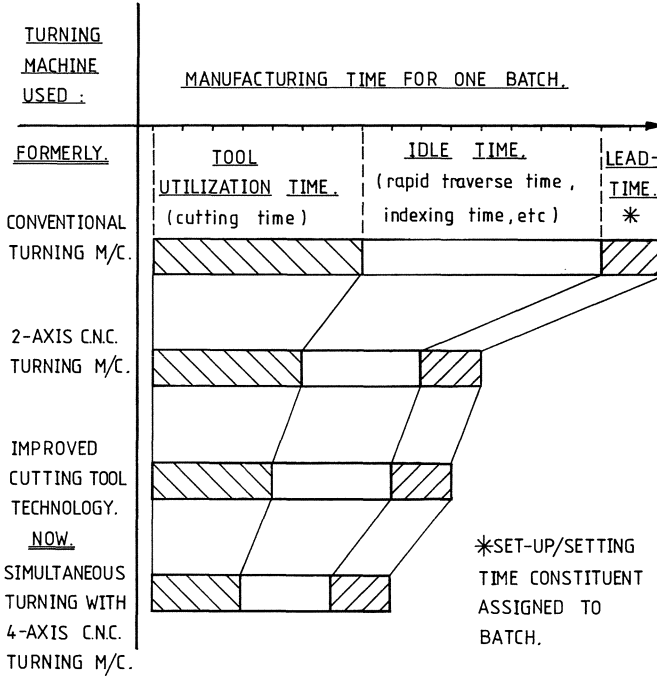 TURNING
MACHINE
USED :
MANUFACTURING TIME FOR ONE BATCH.
FORMERLY.
TOOL
UTILIZATION TIME.
(cutting time)
IDLE TIME.
(rapid traverse time,
indexing time, etc)
LEAD-
TIME.
*
CONVENTIONAL
TURNING M/C.
2-AXIS C.N.C.
TURNING M/C.
IMPROVED
CUTTING TOOL
TECHNOLOGY.
NOW.
SIMULTANEOUS
TURNING WITH
4-AXIS C.N.C.
TURNING M/C.
*SET-UP/SETTING
TIME CONSTITUENT
ASSIGNED TO
BATCH.